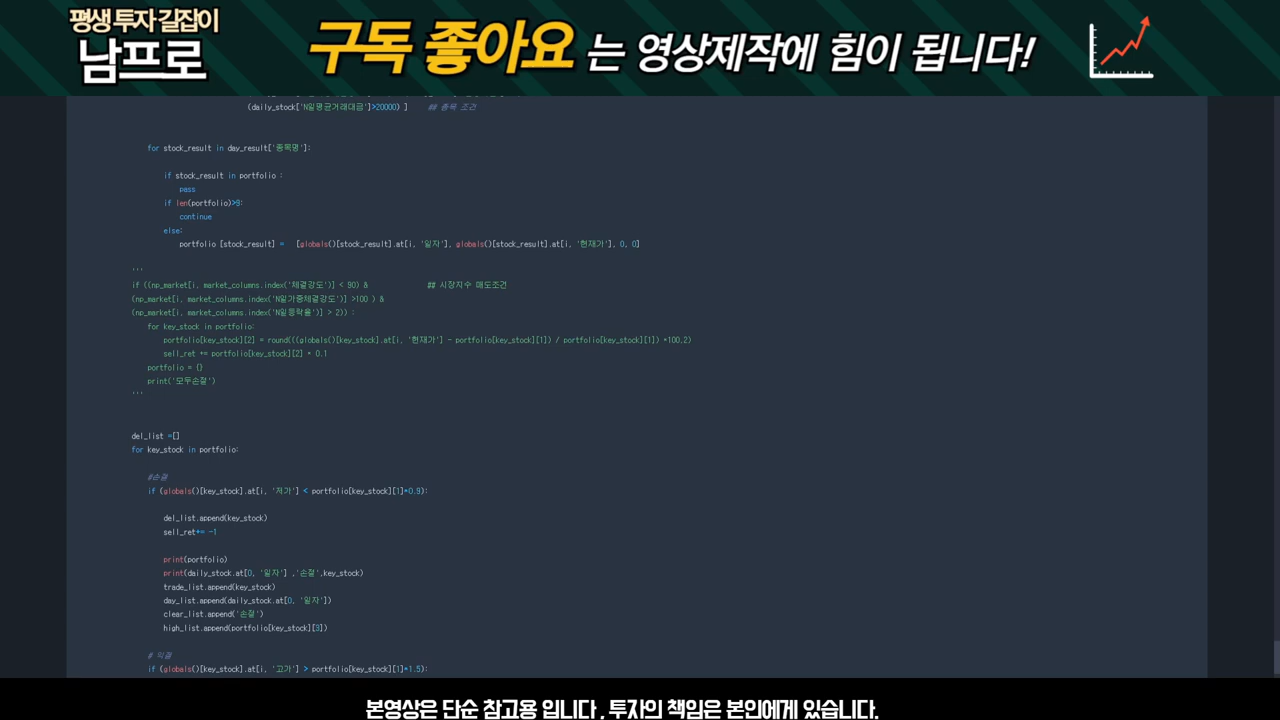 평생 투자 길잡이
남프로
구독 좋아요 는 영상제작에 힘이 됩니다!
(daily_stock['N일평균거래대금']>20000) ]     ## 종목 조건
for stock_result in day_result['종목명']:
if stock_result in portfolio :
pass
if len(portfolio)>9:
continue
else:
portfolio [stock_result] =   [globals()[stock_result].at[i, '일자'], globals()[stock_result].at[i, '현재가'], 0, 0]
'''
if ((np_market[i, market_columns.index('체결강도')] < 90) &               ## 시장지수 매도조건
(np_market[i, market_columns.index('N일가중체결강도')] >100 ) &
(np_market[i, market_columns.index('N일등락율')] > 2)) :
for key_stock in portfolio:
portfolio[key_stock][2] = round(((globals()[key_stock].at[i, '현재가'] - portfolio[key_stock][1]) / portfolio[key_stock][1]) *100,2)
sell_ret += portfolio[key_stock][2] * 0.1
portfolio = {}
print('모두손절')
'''
del_list =[]
for key_stock in portfolio:
#손절
if (globals()[key_stock].at[i, '저가'] < portfolio[key_stock][1]*0.9):
del_list.append(key_stock)
sell_ret+= -1
print(portfolio)
print(daily_stock.at[0, '일자'] ,'손절',key_stock)
trade_list.append(key_stock)
day_list.append(daily_stock.at[0, '일자'])
clear_list.append('손절')
high_list.append(portfolio[key_stock][3])
# 익절
if (globals()[key_stock].at[i, '고가'] > portfolio[key_stock][1]*1.5):
본영상은 단순 참고용 입니다 , 투자의 책임은 본인에게 있습니다.